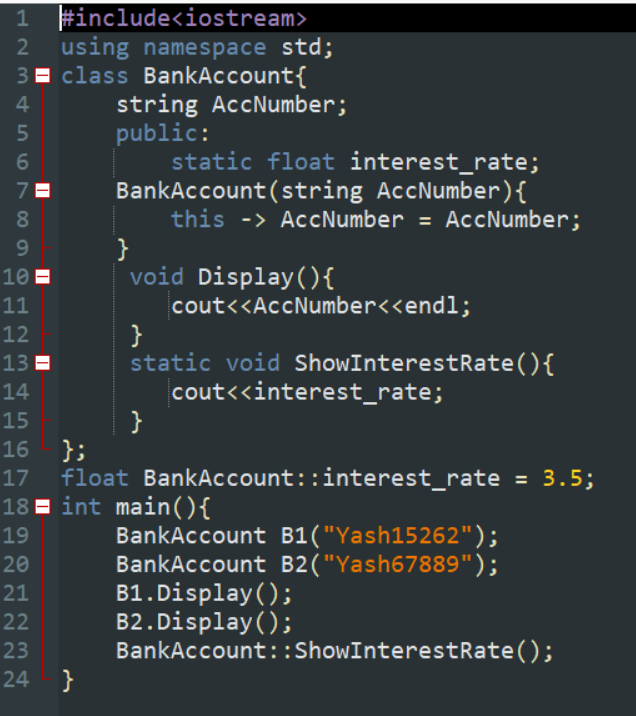 1 #include<iostream>
2 using namespace std;
3 class BankAccount{
4 string AccNumber;
5 public:
6 static float interest_rate;
7 BankAccount(string AccNumber){
8 this -> AccNumber = AccNumber;
9 }
10 void Display(){
11 cout<<AccNumber<<endl;
12 }
13 static void ShowInterestRate(){
14 cout<<interest_rate;
15 }
16 };
17 float BankAccount::interest_rate = 3.5;
18 int main(){
19 BankAccount B1("Yash15262");
20 BankAccount B2("Yash67889");
21 B1.Display();
22 B2.Display();
23 BankAccount::ShowInterestRate();
24 }